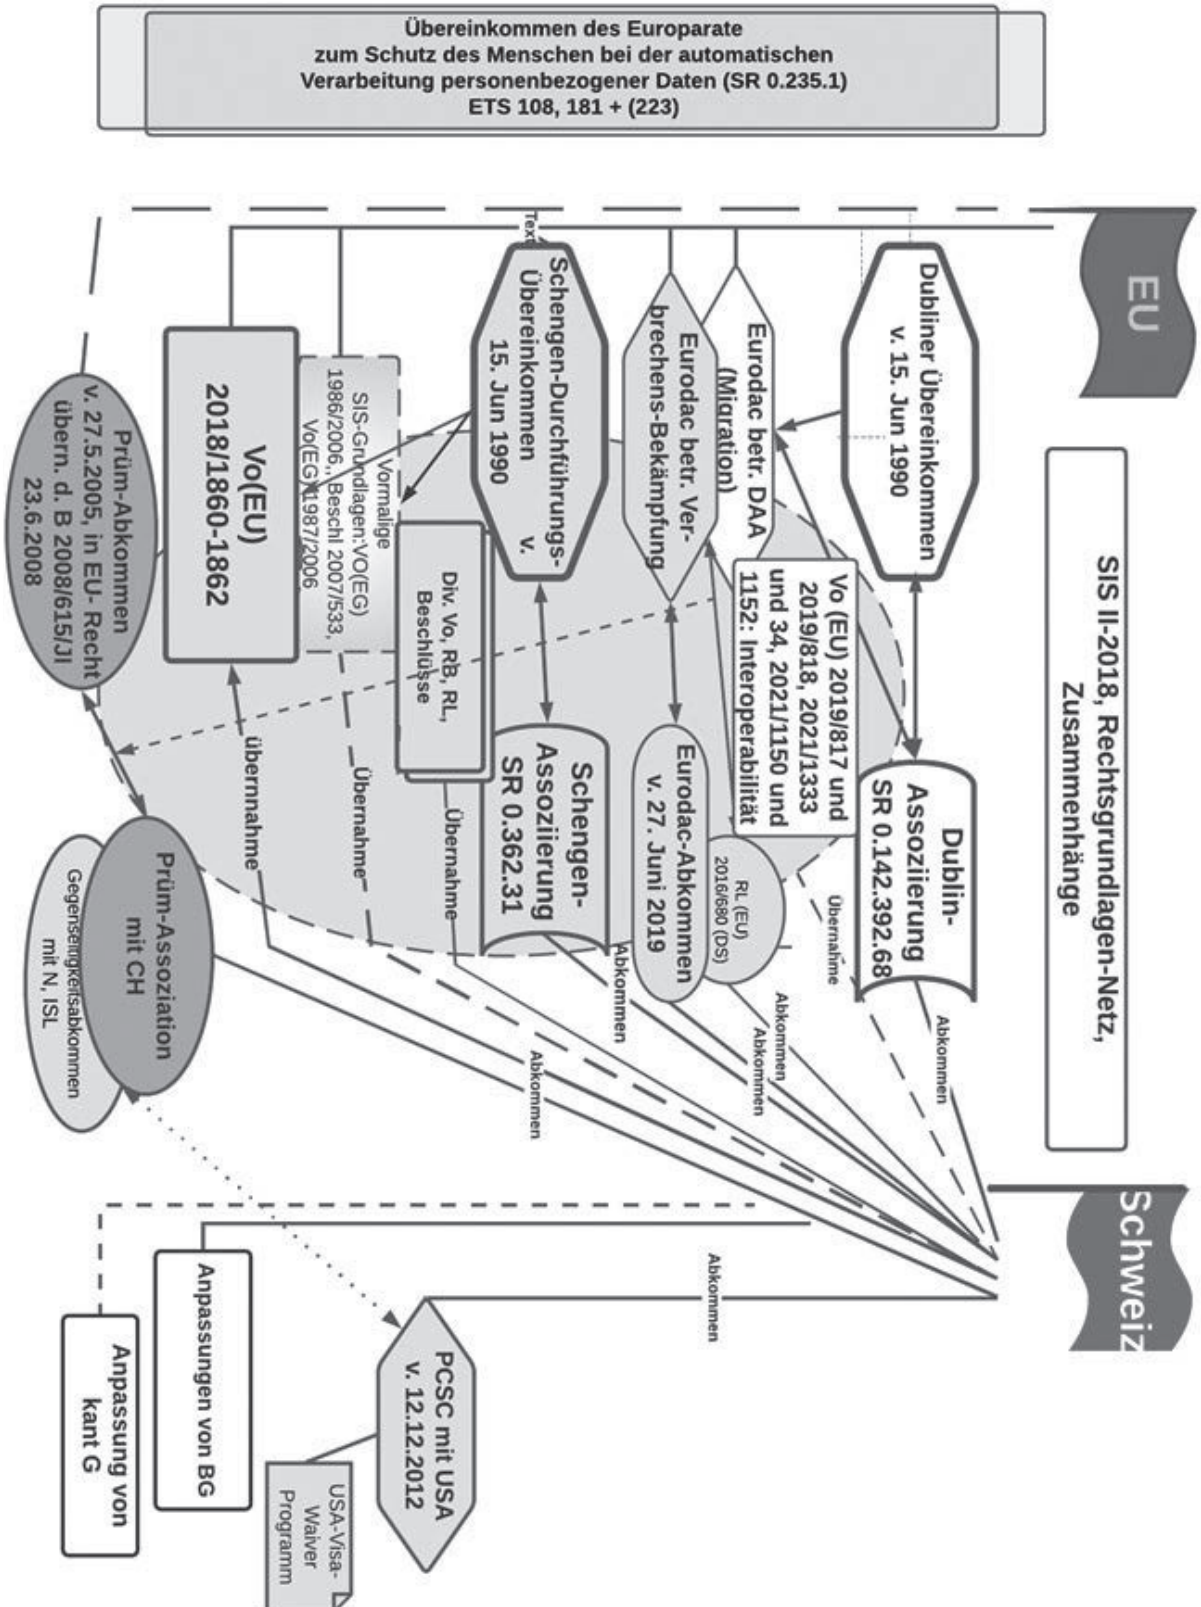 Übereinkommen des Europarate
zum Schutz des Menschen bei der automatischen
Verarbeitung personenbezogener Daten (SR 0.235.1)
ETS 108, 181 + (223)
SIS II-2018, Rechtsgrundlagen-Netz,
Zusammenhänge
EU
Schweiz
Dubliner Übereinkommen
v. 15. Jun 1990
Dublin-
Assoziierung
SR 0.142.392.68
Abkommen
Übernahme
Vo (EU) 2019/817 und
2019/818, 2021/1333
und 34, 2021/1150 und
1152: Interoperabilität
Eurodac betr. DAA
(Migration)
RL (EU)
2016/680 (DS)
Abkommen
Abkommen
Eurodac betr. Ver-
brechens-Bekämpfung
Eurodac-Abkommen
v. 27. Juni 2019
Abkommen
Text
Schengen-Durchführungs-
Übereinkommen v.
15. Jun 1990
Schengen-
Assoziierung
SR 0.362.31
Abkommen
Abkommen
Div. Vo, RB, RL,
Beschlüsse
Übernahme
Vormalige
SIS-Grundlagen:VO(EG)
1986/2006,, Beschl 2007/533,
Vo(EG) 1987/2006
Übernahme
Vo(EU)
2018/1860-1862
übernnahme
Prüm-Abkommen
v. 27.5.2005, in EU- Recht
übern. d. B 2008/615/JI
23.6.2008
Prüm-Assoziation
mit CH
Gegenseitigkeitsabkommen
mit N, ISL
PCSC mit USA
v. 12.12.2012
USA-Visa-
Waiver
Programm
Anpassungen von BG
Anpassung von
kant G